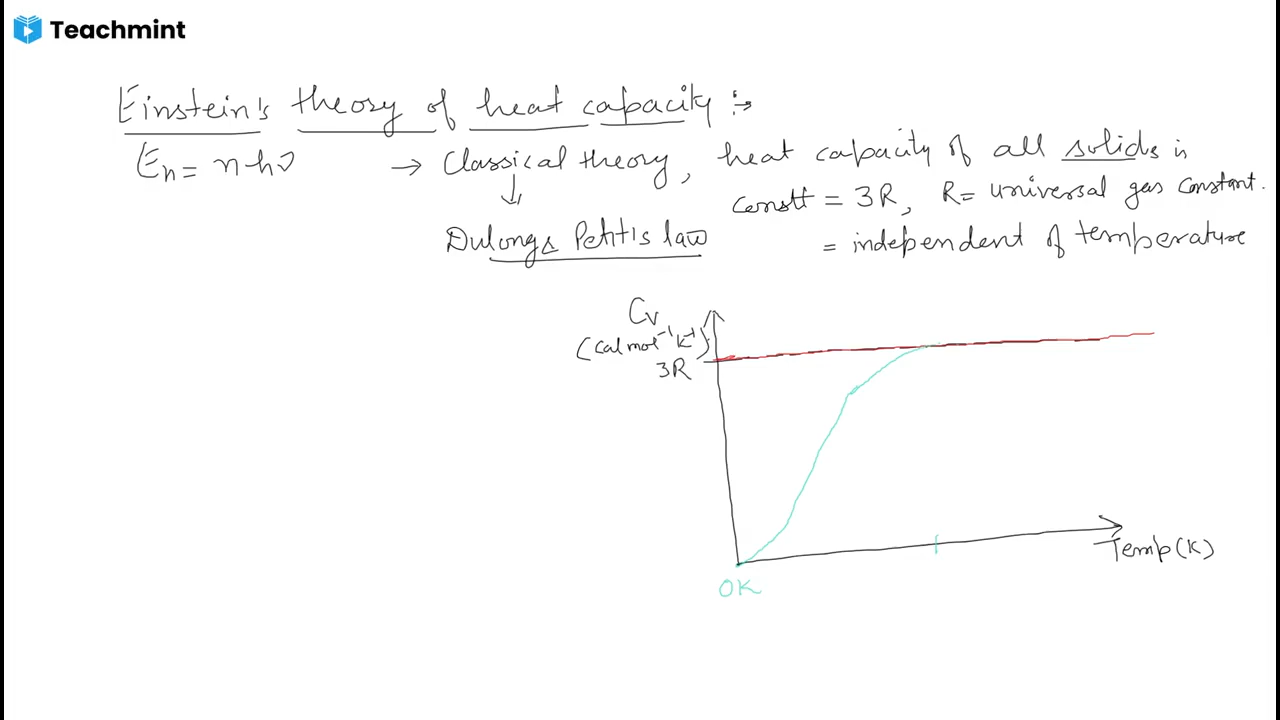 Teachmint
Einstein's theory of heat capacity :→
En = nhν → Classical theory, heat capacity of all solids is
constt = 3R, R = universal gas constant.
Dulong & Petit's law = independent of temperature
Cv
(cal mol⁻¹ K⁻¹)
3R
Temp(K)
OK